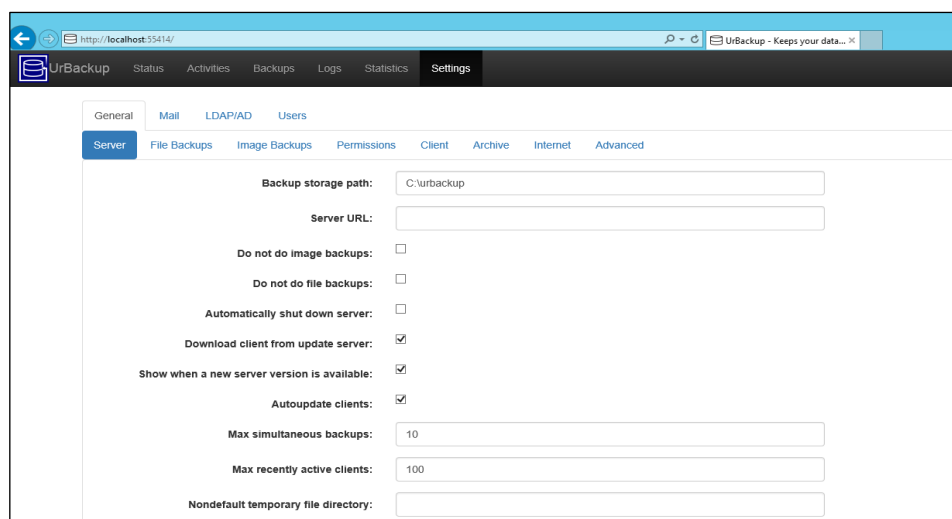 http://localhost:55414/
UrBackup - Keeps your data...
UrBackup Status Activities Backups Logs Statistics Settings
General Mail LDAP/AD Users
Server File Backups Image Backups Permissions Client Archive Internet Advanced
Backup storage path: C:\urbackup
Server URL:
Do not do image backups:
Do not do file backups:
Automatically shut down server:
Download client from update server:
Show when a new server version is available:
Autoupdate clients:
Max simultaneous backups: 10
Max recently active clients: 100
Nondefault temporary file directory: